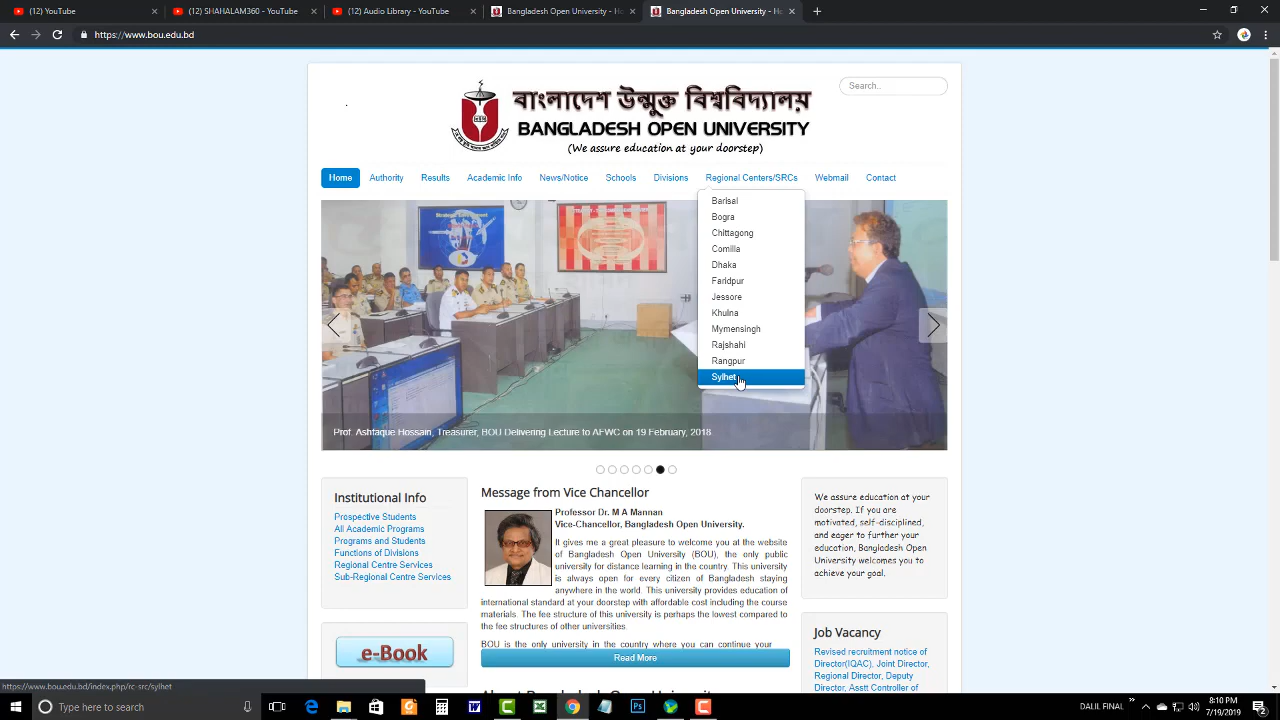 (12) YouTube
(12) SHAHALAM360 - YouTube
(12) Audio Library - YouTube
Bangladesh Open University - Ho
Bangladesh Open University - Ho
https://www.bou.edu.bd
বাংলাদেশ উন্মুক্ত বিশ্ববিদ্যালয়
BANGLADESH OPEN UNIVERSITY
(We assure education at your doorstep)
Search..
Home Authority Results Academic Info News/Notice Schools Divisions Regional Centers/SRCs Webmail Contact
Barisal
Bogra
Chittagong
Comilla
Dhaka
Faridpur
Jessore
Khulna
Mymensingh
Rajshahi
Rangpur
Sylhet
Prof. Ashfaque Hossain, Treasurer, BOU Delivering Lecture to AFWC on 19 February, 2018.
Institutional Info
Prospective Students
All Academic Programs
Programs and Students
Functions of Divisions
Regional Centre Services
Sub-Regional Centre Services
e-Book
Message from Vice Chancellor
Professor Dr. M A Mannan
Vice-Chancellor, Bangladesh Open University.
It gives me a great pleasure to welcome you at the website
of Bangladesh Open University (BOU), the only public
university for distance learning in the country. This university
is always open for every citizen of Bangladesh staying
anywhere in the world. This university provides education of
international standard at your doorstep with affordable cost including the course
materials. The fee structure of this university is perhaps the lowest compared to
the fee structures of other universities.
BOU is the only university in the country where you can continue your
Read More
We assure education at your
doorstep. If you are
motivated, self-disciplined,
and eager to further your
education, Bangladesh Open
University welcomes you to
achieve your goal.
Job Vacancy
Revised recruitment notice of
Director(IQAC), Joint Director,
Regional Director, Deputy
Director, Asstt Controller of
https://www.bou.edu.bd/index.php/rc-src/sylhet
Type here to search
DALIL FINAL
8:10 PM
7/19/2019